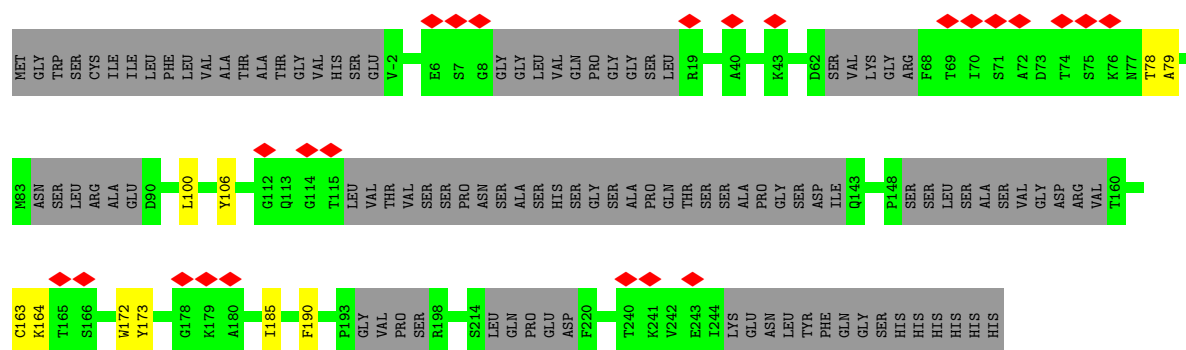 MET GLY TRP SER CYS ILE ILE LEU PHE LEU VAL ALA THR ALA THR GLY VAL HIS SER GLU V-2 E6 S7 G8 GLY LEU VAL GLN PRO GLY GLY SER LEU R19 A40 K43 D62 SER VAL LYS GLY ARG F68 T69 I70 S71 A72 D73 T74 S75 K76 N77 T78 A79
M83 ASN SER LEU ARG ALA GLU D90 L100 Y106 G112 Q113 G114 T115 LEU VAL THR VAL SER SER PRO ASN SER ALA SER HIS SER GLY SER ALA PRO GLN THR SER SER ALA PRO GLY SER ASP ILE Q143 P148 SER SER LEU SER ALA SER VAL GLY ASP ARG VAL T160
C163 K164 T165 S166 W172 Y173 G178 K179 A180 I185 F190 P193 GLY VAL PRO SER R198 S214 LEU GLN PRO GLU ASP F220 T240 K241 V242 E243 I244 LYS GLU ASN LEU TYR PHE GLN GLY SER HIS HIS HIS HIS HIS HIS